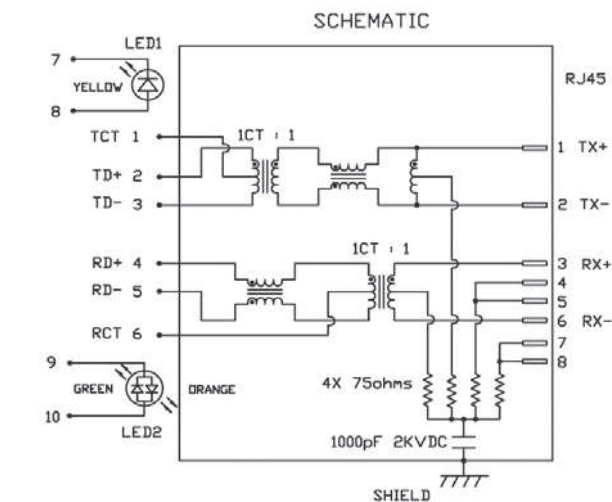 SCHEMATIC
LED1
7
YELLOW
8
RJ45
TCT 1
1CT : 1
1 TX+
TD+ 2
TD- 3
2 TX-
RD+ 4
1CT : 1
3 RX+
4
RD- 5
5
RCT 6
6 RX-
7
8
9
GREEN
ORANGE
10
LED2
4X 75ohms
1000pF 2KVDC
SHIELD